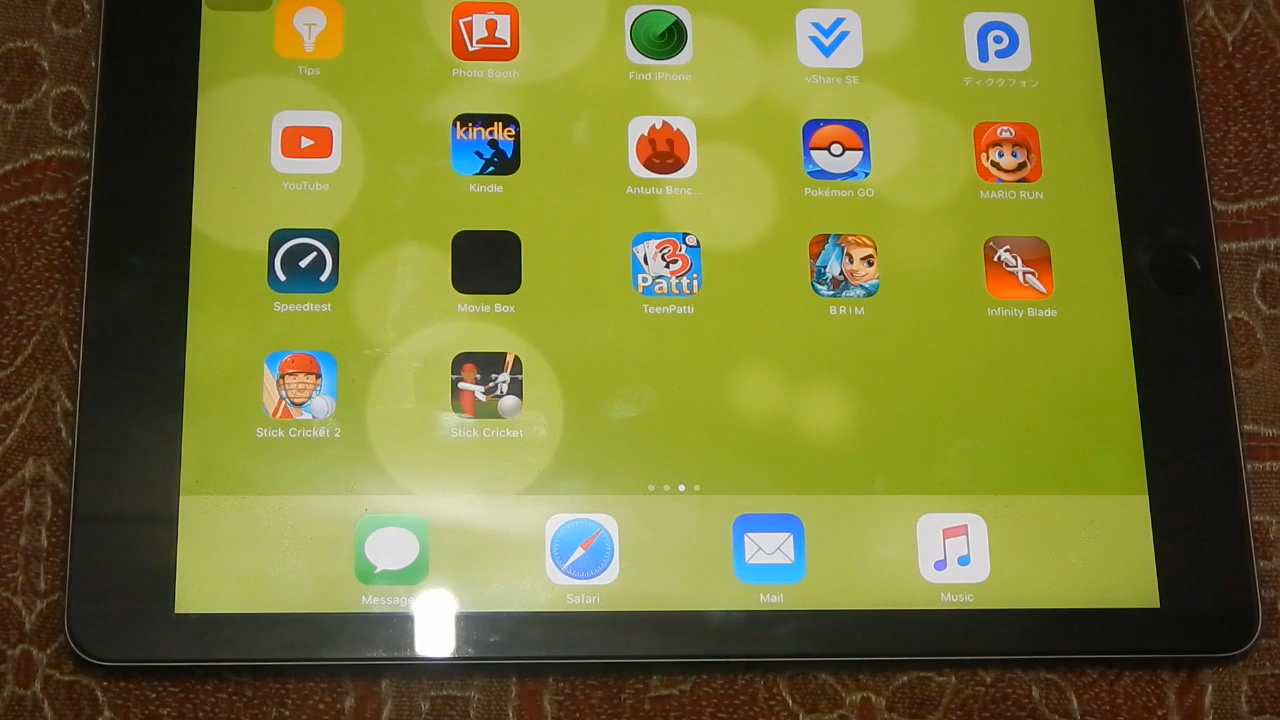 T
Tips
Photo Booth
Find iPhone
vShare SE
ディクタフォン
YouTube
kindle
Kindle
Antutu Benc...
Pokémon GO
M
MARIO RUN
Speedtest
Movie Box
3
Patti
TeenPatti
B R I M
Infinity Blade
Stick Cricket 2
Stick Cricket
Messages
Safari
Mail
Music